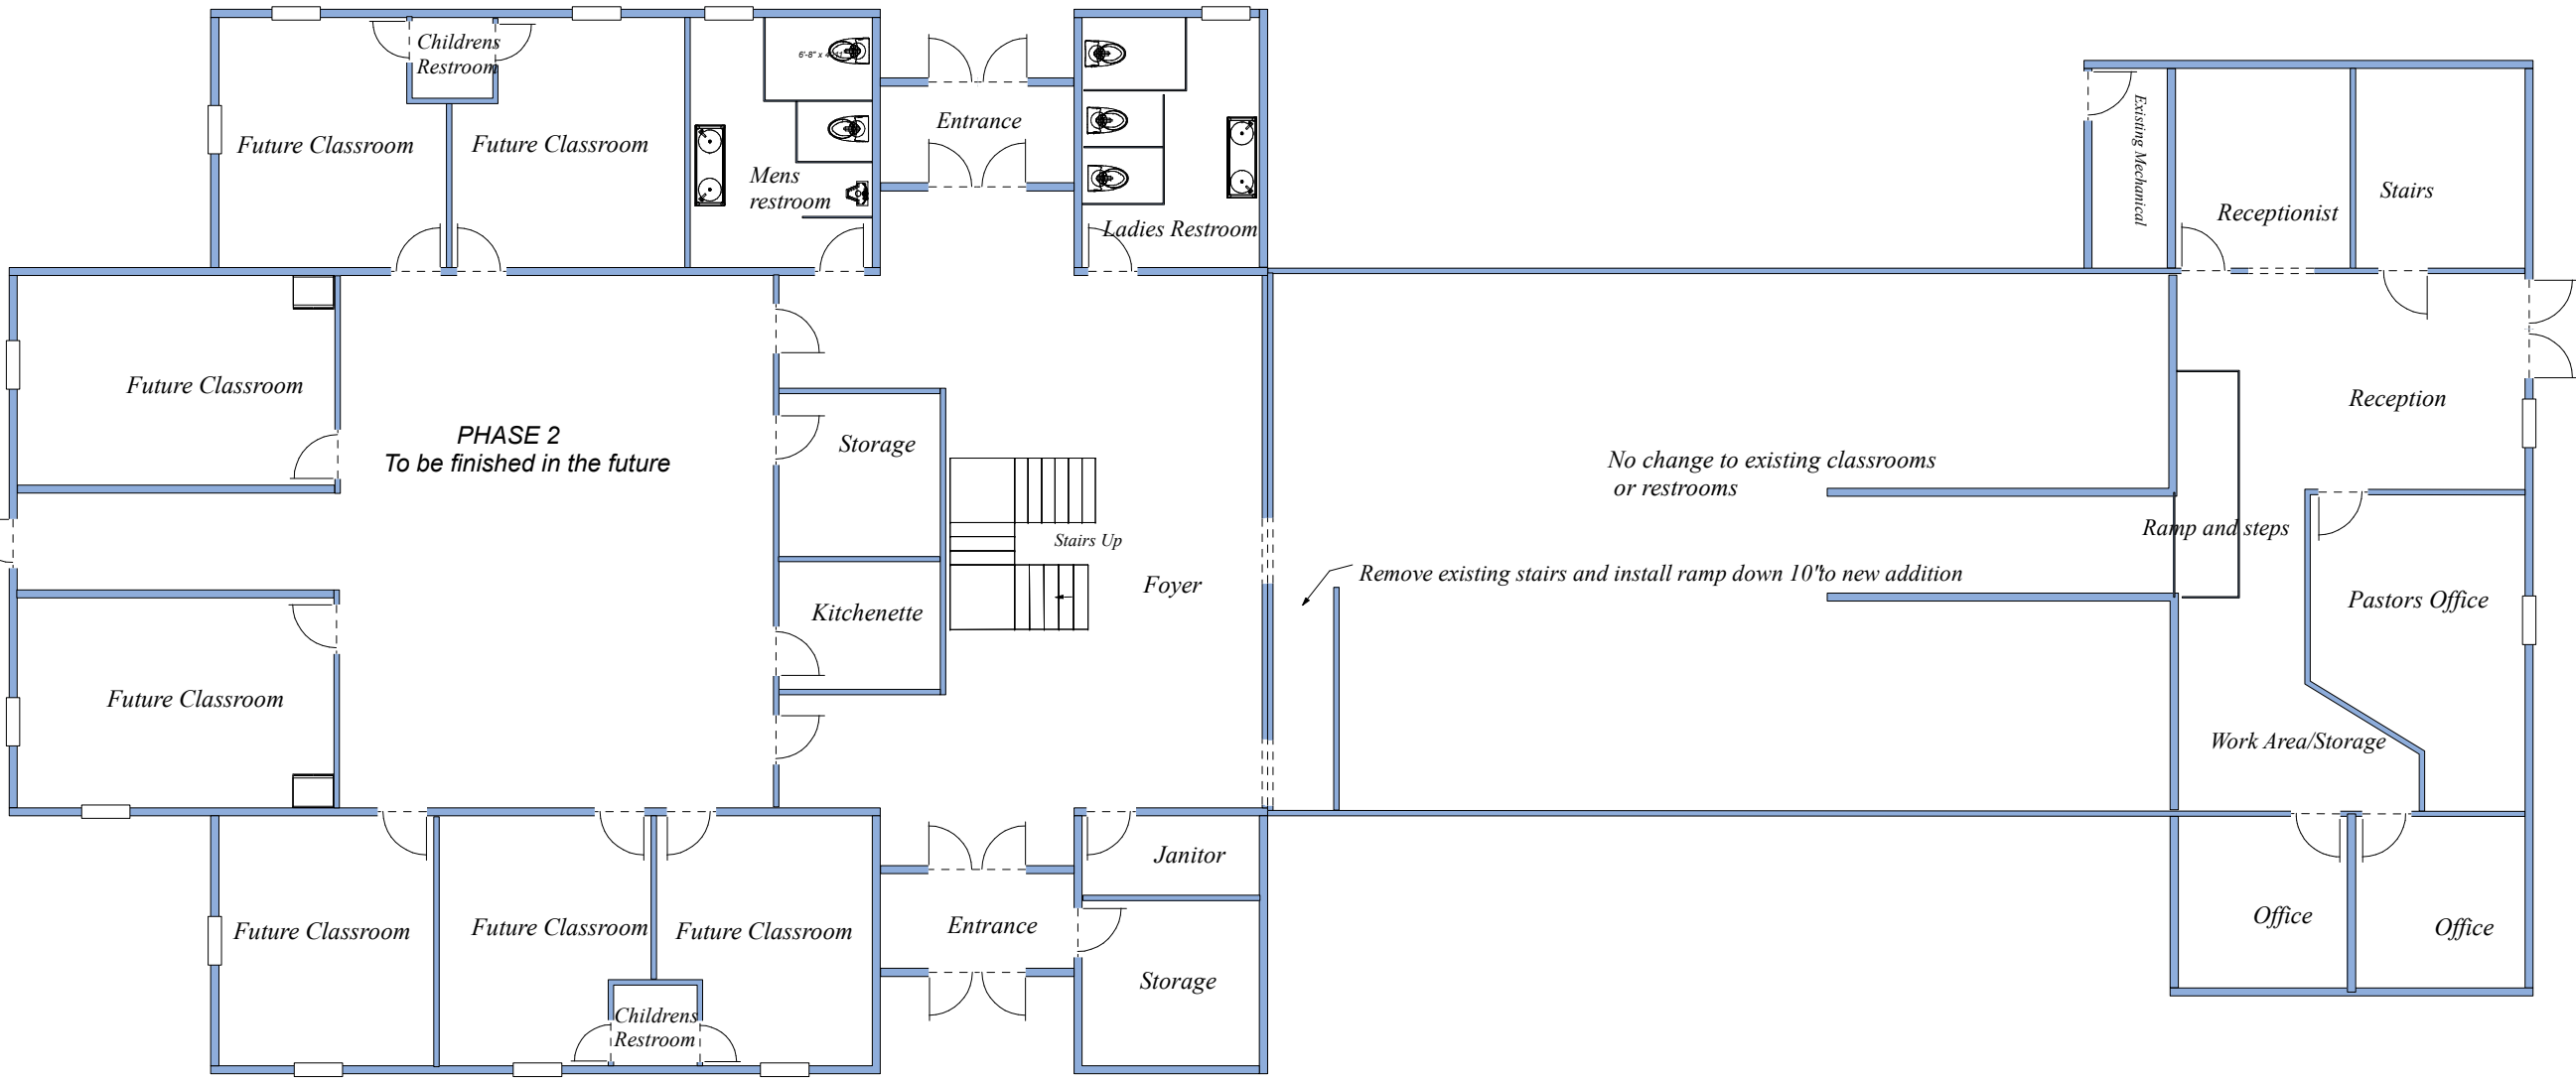 Childrens
Restroom
6'-8" x
Entrance
Existing Mechanical
Future Classroom
Future Classroom
Mens
restroom
Ladies Restroom
Receptionist
Stairs
Future Classroom
Reception
PHASE 2
To be finished in the future
Storage
No change to existing classrooms
or restrooms
Stairs Up
Ramp and steps
Foyer
Remove existing stairs and install ramp down 10"to new addition
Kitchenette
Pastors Office
Future Classroom
Work Area/Storage
Janitor
Future Classroom
Future Classroom
Future Classroom
Entrance
Office
Office
Storage
Childrens
Restroom